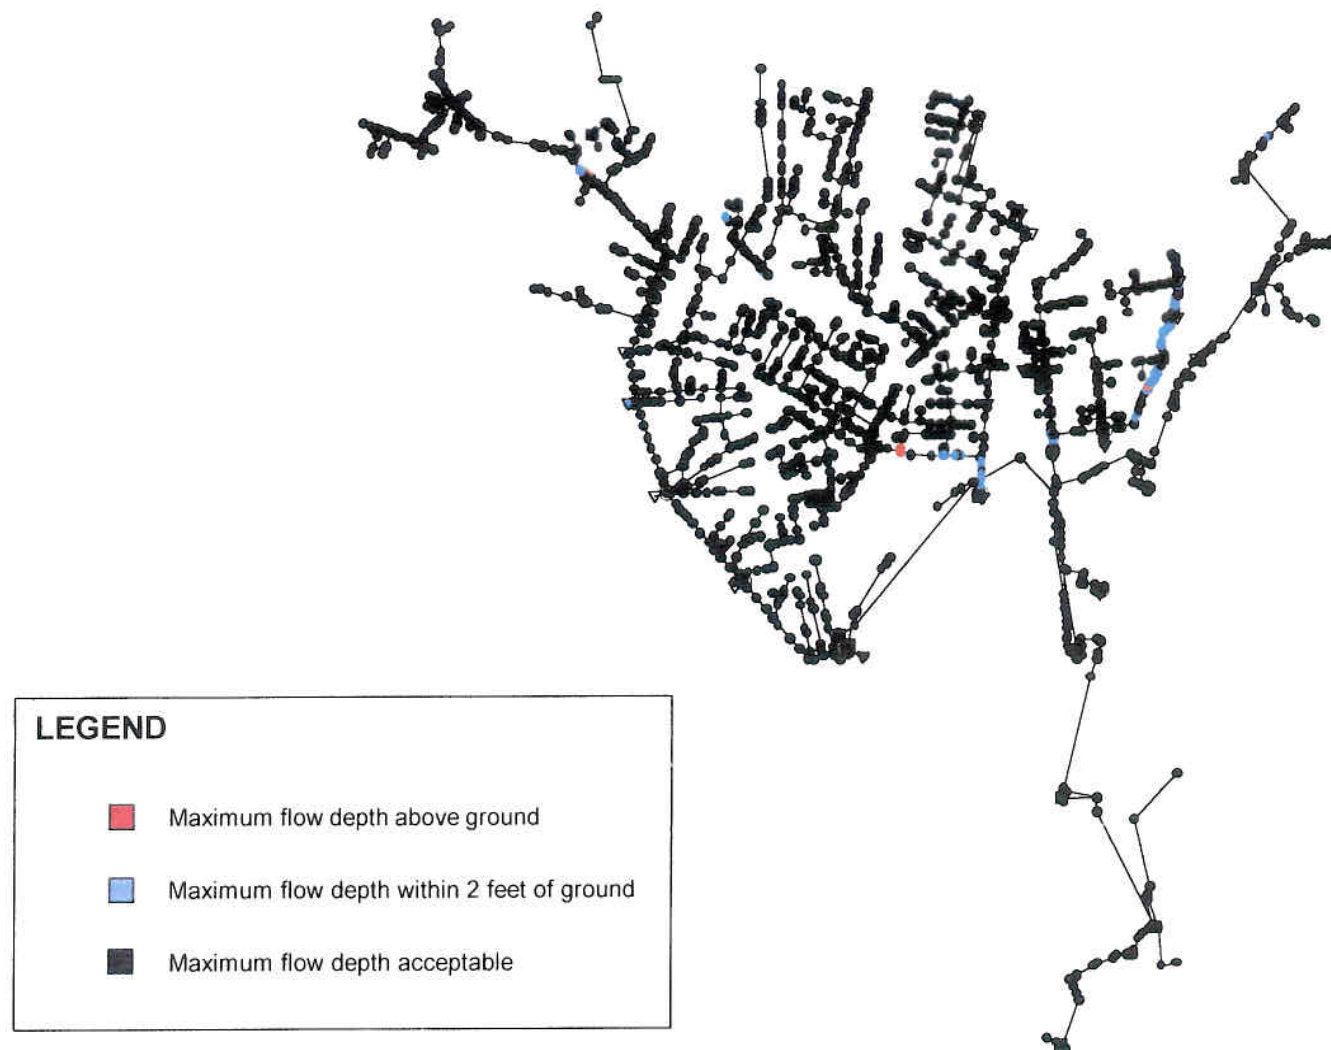 LEGEND
Maximum flow depth above ground
Maximum flow depth within 2 feet of ground
Maximum flow depth acceptable